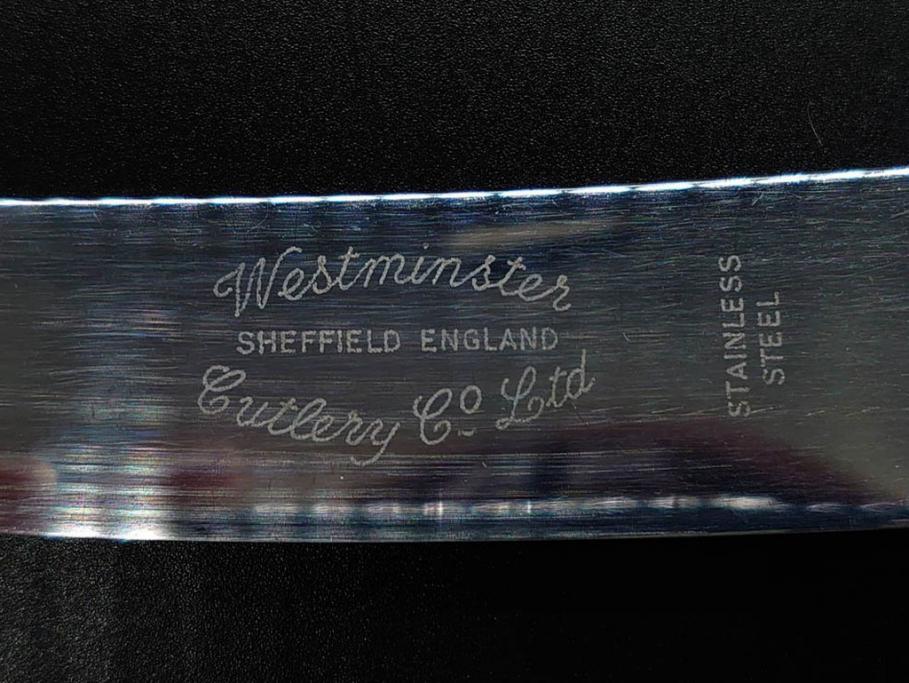 Westminster
SHEFFIELD ENGLAND
Cutlery Cº Ltd
STAINLESS
STEEL